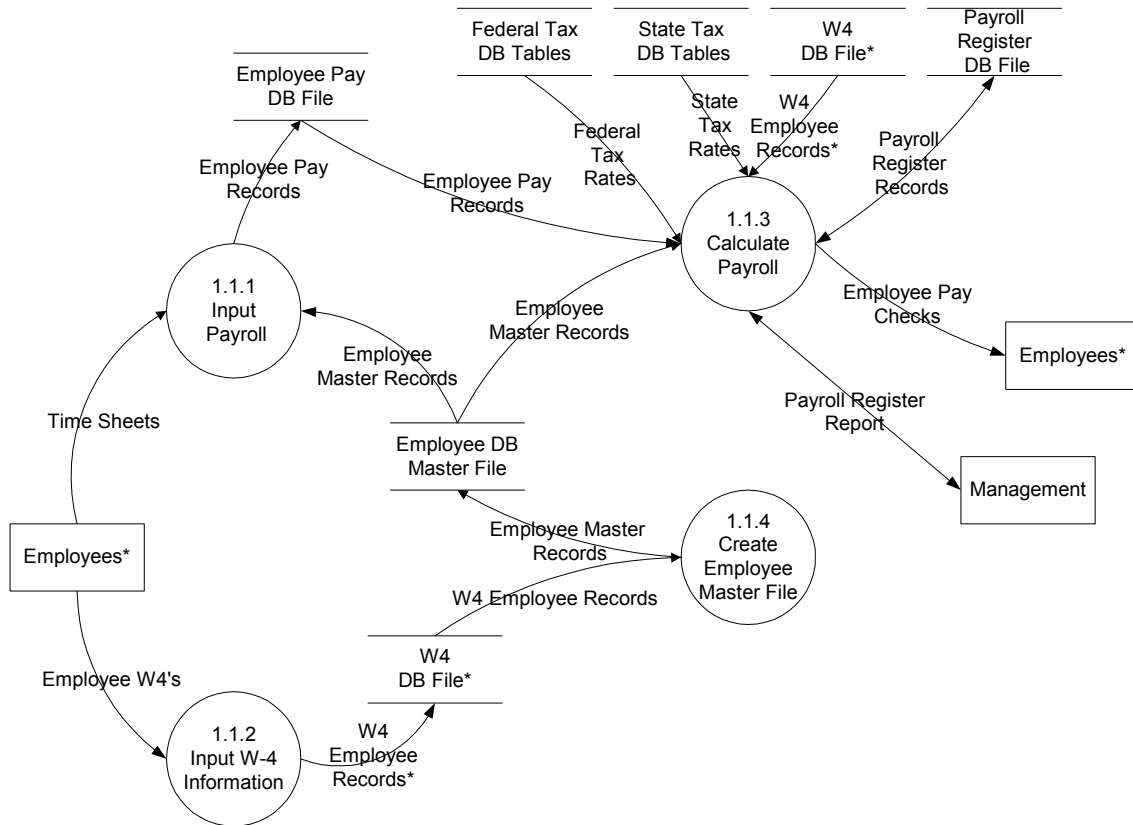 Federal Tax
DB Tables
State Tax
DB Tables
W4
DB File*
Payroll
Register
DB File
Employee Pay
DB File
Federal
Tax
Rates
State
Tax
Rates
W4
Employee
Records*
Payroll
Register
Records
Employee Pay
Records
Employee Pay
Records
1.1.3
Calculate
Payroll
1.1.1
Input
Payroll
Employee
Master Records
Employee
Master Records
Employee Pay
Checks
Employees*
Time Sheets
Payroll Register
Report
Employee DB
Master File
Management
Employees*
Employee Master
Records
1.1.4
Create
Employee
Master File
W4 Employee Records
Employee W4's
W4
DB File*
1.1.2
Input W-4
Information
W4
Employee
Records*